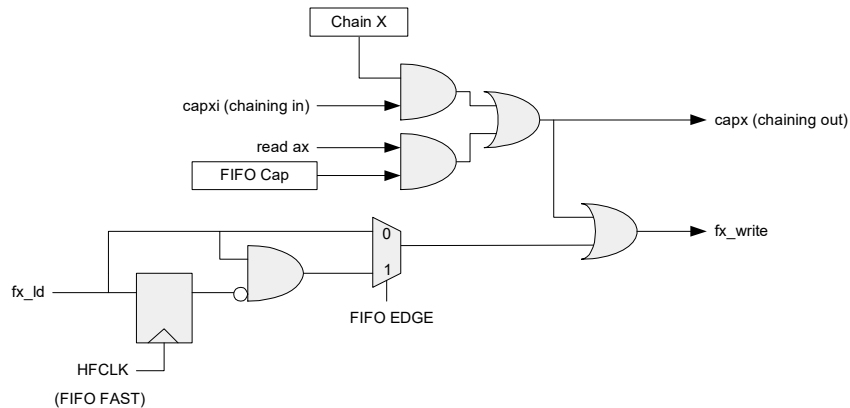 Chain X
capxi (chaining in)
capx (chaining out)
read ax
FIFO Cap
0
fx_write
1
fx_ld
FIFO EDGE
HFCLK
(FIFO FAST)